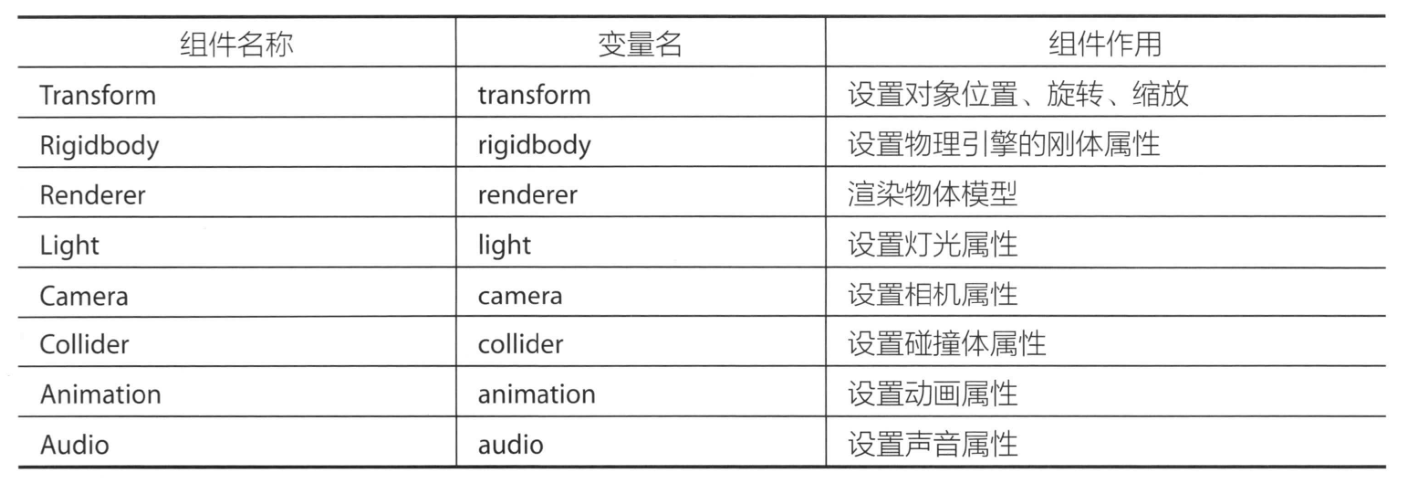 组件名称 变量名 组件作用
Transform transform 设置对象位置、旋转、缩放
Rigidbody rigidbody 设置物理引擎的刚体属性
Renderer renderer 渲染物体模型
Light light 设置灯光属性
Camera camera 设置相机属性
Collider collider 设置碰撞体属性
Animation animation 设置动画属性
Audio audio 设置声音属性